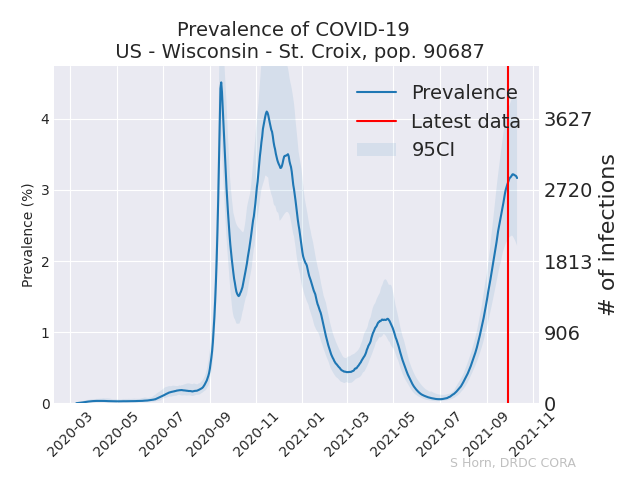 Prevalence of COVID-19
US - Wisconsin - St. Croix, pop. 90687
Prevalence
Latest data
95CI
Prevalence (%)
4
3
2
1
0
3627
2720
1813
906
0
# of infections
2020-03
2020-05
2020-07
2020-09
2020-11
2021-01
2021-03
2021-05
2021-07
2021-09
2021-11
S Horn, DRDC CORA